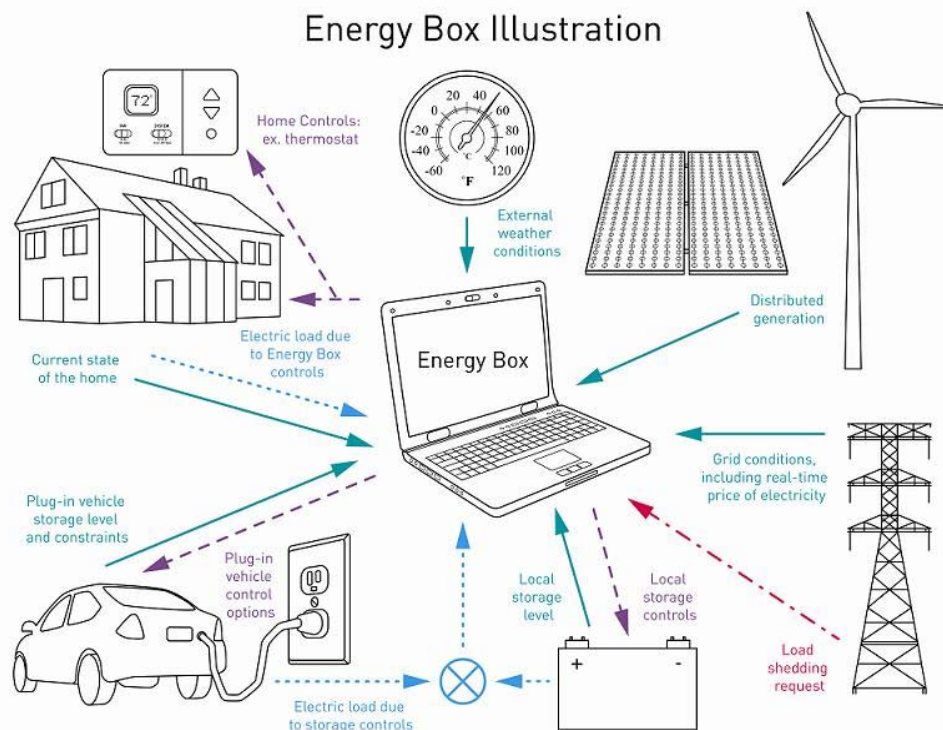 Energy Box Illustration
72°
Home Controls:
ex. thermostat
-60
-40
-20
0
20
40
60
80
100
120
°C
°F
External
weather
conditions
Distributed
generation
Electric load due
to Energy Box
controls
Energy Box
Current state
of the home
Grid conditions,
including real-time
price of electricity
Plug-in vehicle
storage level
and constraints
Plug-in
vehicle
control
options
Local
storage
level
Local
storage
controls
Load
shedding
request
+
-
Electric load due
to storage controls